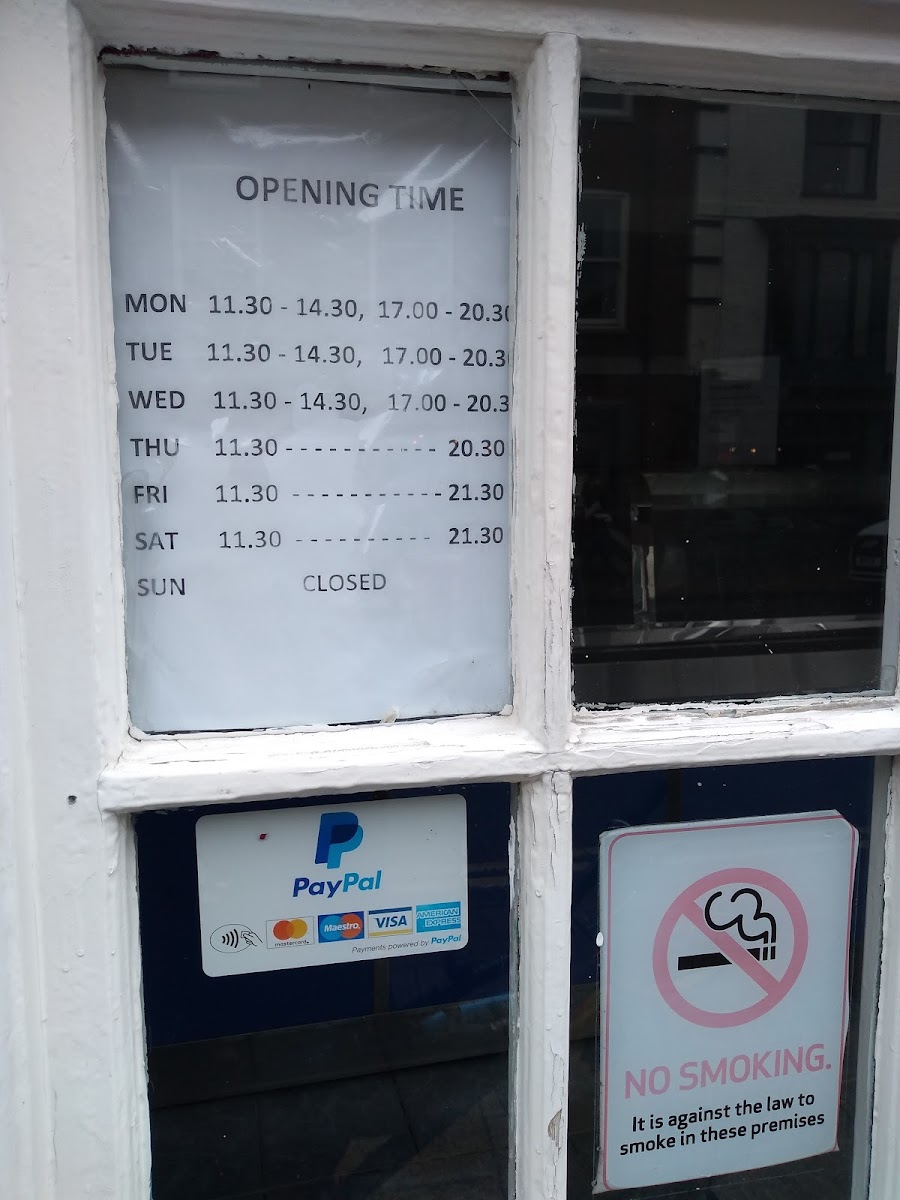 OPENING TIME
MON 11.30 - 14.30, 17.00 - 20.30
TUE 11.30 - 14.30, 17.00 - 20.3
WED 11.30 - 14.30, 17.00 - 20.3
THU 11.30 - - - - - - - - - - - 20.30
FRI 11.30 - - - - - - - - - - - 21.30
SAT 11.30 - - - - - - - - - - 21.30
SUN CLOSED
PayPal
mastercard. Maestro. VISA AMERICAN EXPRESS
Payments powered by PayPal
NO SMOKING.
It is against the law to
smoke in these premises